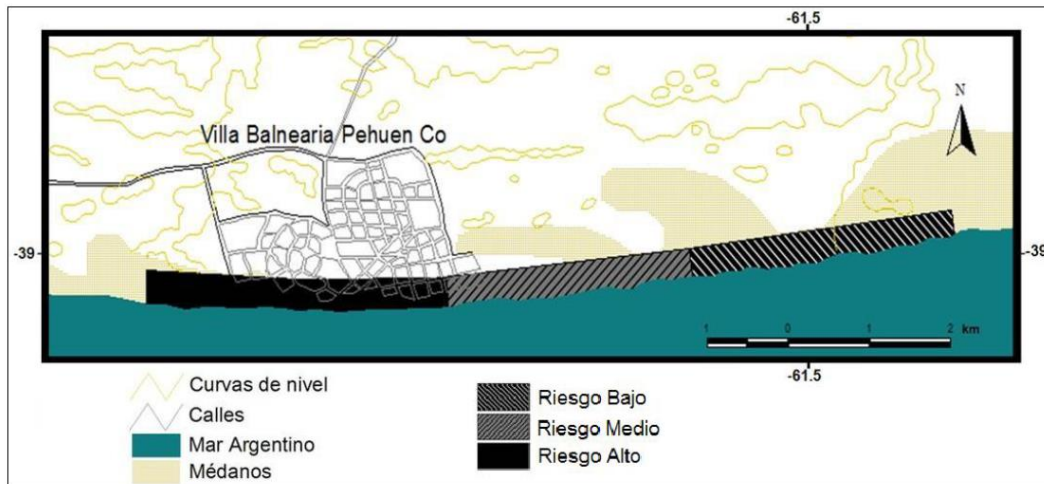 -61.5
N
Villa Balnearia Pehuen Co
-39
-39
1 0 1 2 km
-61.5
Curvas de nivel
Calles
Mar Argentino
Médanos
Riesgo Bajo
Riesgo Medio
Riesgo Alto